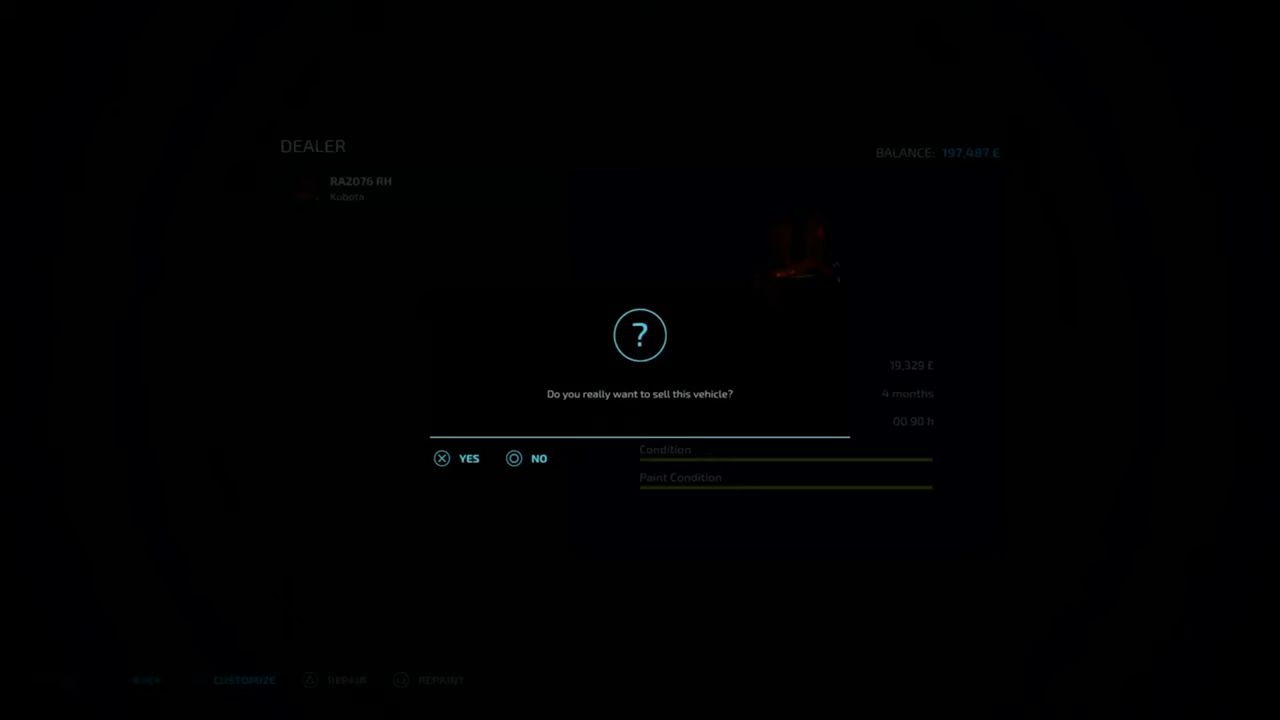 DEALER
BALANCE: 197,487 £
RA2076 RH
Kubota
?
Do you really want to sell this vehicle?
19,329 £
4 months
00.90 h
YES NO
Condition
Paint Condition
CUSTOMIZE REPAIR REPAINT